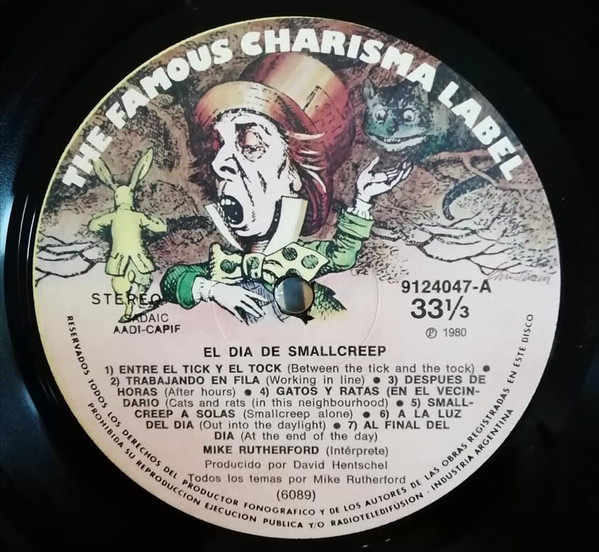 THE FAMOUS CHARISMA LABEL
STEREO
SADAIC
AADI-CAPIF
9124047-A
33⅓
Ⓟ 1980
EL DIA DE SMALLCREEP
1) ENTRE EL TICK Y EL TOCK (Between the tick and the tock) ●
2) TRABAJANDO EN FILA (Working in line) ● 3) DESPUES DE
HORAS (After hours) ● 4) GATOS Y RATAS (EN EL VECIN-
DARIO (Cats and rats (in this neighbourhood) ● 5) SMALL-
CREEP A SOLAS (Smallcreep alone) ● 6) A LA LUZ
DEL DIA (Out into the daylight) ● 7) AL FINAL DEL
DIA (At the end of the day)
MIKE RUTHERFORD (Intérprete)
Producido por David Hentschel
Todos los temas por Mike Rutherford
(6089)
RESERVADOS TODOS LOS DERECHOS DEL PRODUCTOR FONOGRAFICO Y DE LOS AUTORES DE LAS OBRAS REGISTRADAS EN ESTE DISCO
PROHIBIDA SU REPRODUCCION EJECUCION PUBLICA Y/O RADIOTELEDIFUSION - INDUSTRIA ARGENTINA